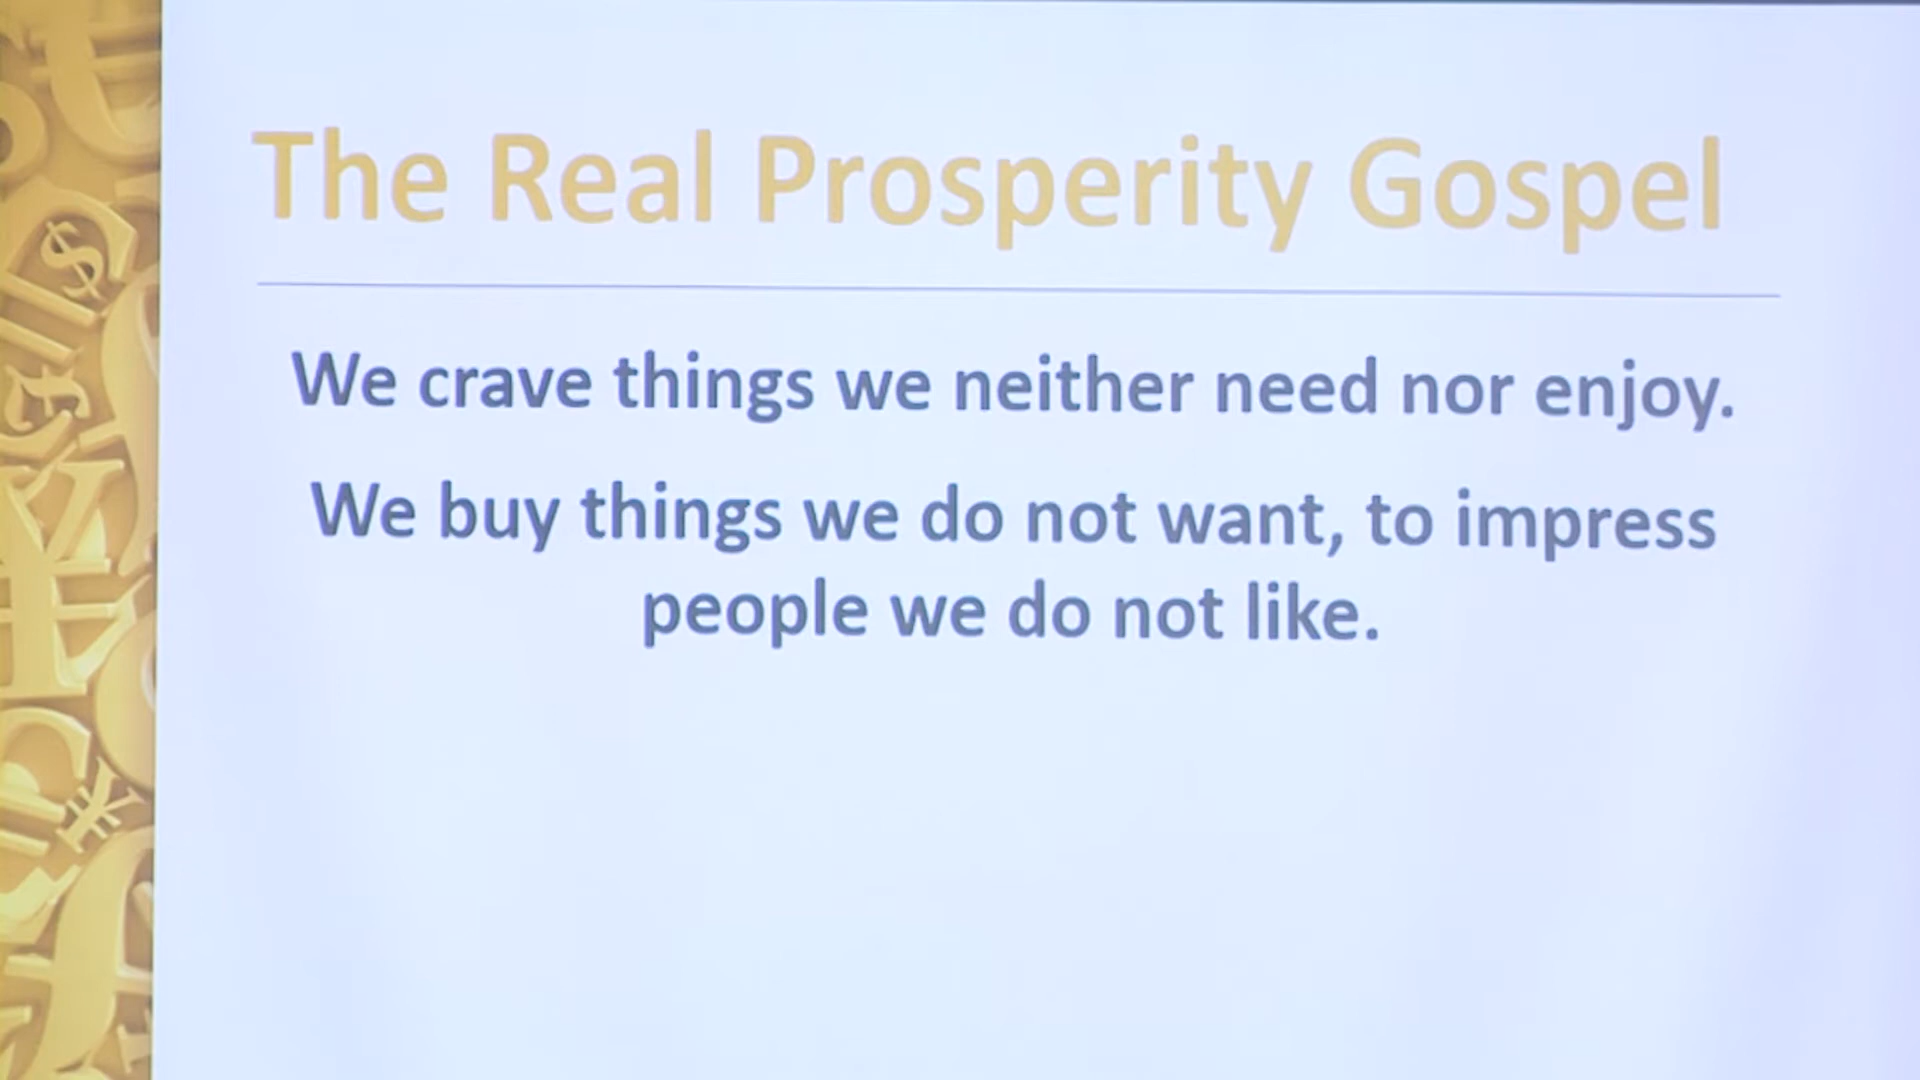 The Real Prosperity Gospel
We crave things we neither need nor enjoy.
We buy things we do not want, to impress
people we do not like.